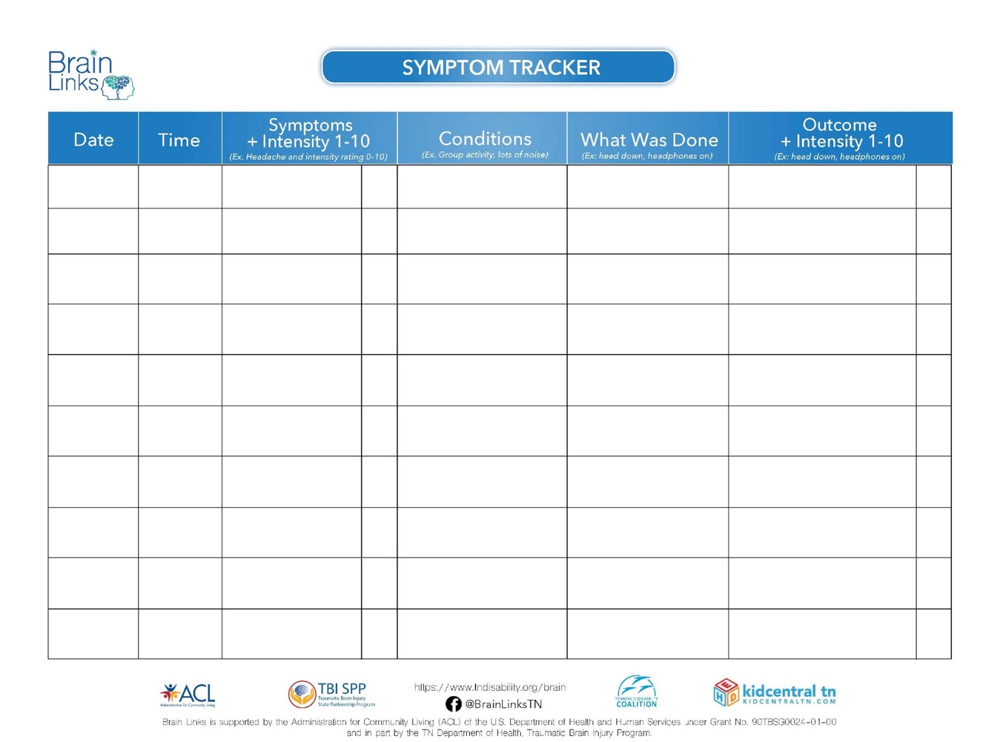 Brain
Links
SYMPTOM TRACKER
Date
Time
Symptoms
+ Intensity 1-10
(Ex. Headache and intensity rating 0-10)
Conditions
(Ex. Group activity, lots of noise)
What Was Done
(Ex: head down, headphones on)
Outcome
+ Intensity 1-10
(Ex: head down, headphones on)
ACL
Administration for Community Living
TBI SPP
Traumatic Brain Injury
State Partnership Program
https://www.tndisability.org/brain
@BrainLinksTN
TENNESSEE DISABILITY
COALITION
HED
kidcentral tn
KIDCENTRALTN.COM
Brain Links is supported by the Administration for Community Living (ACL) of the U.S. Department of Health and Human Services under Grant No. 90TBSG0024-01-00
and in part by the TN Department of Health, Traumatic Brain Injury Program.